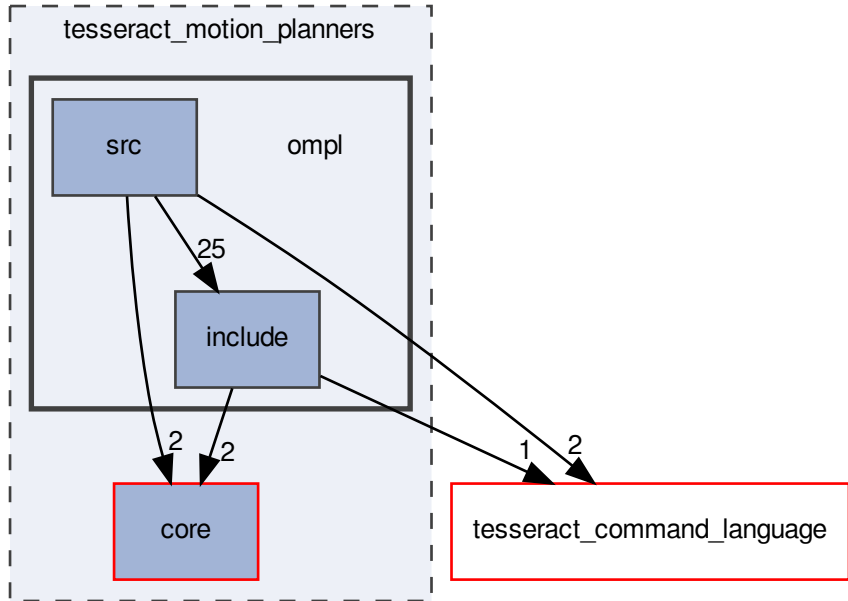 tesseract_motion_planners
src
ompl
25
include
2
2
1
2
core
tesseract_command_language